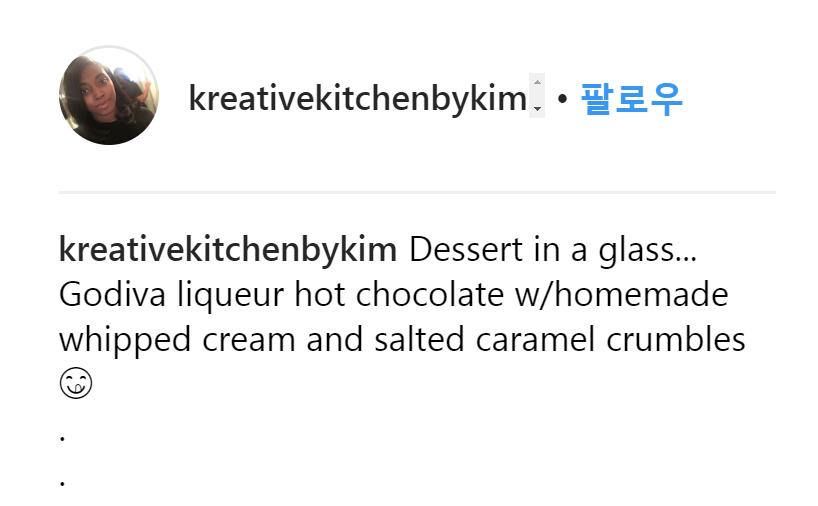 kreativekitchenbykim • 팔로우
kreativekitchenbykim Dessert in a glass...
Godiva liqueur hot chocolate w/homemade
whipped cream and salted caramel crumbles
😋
.
.